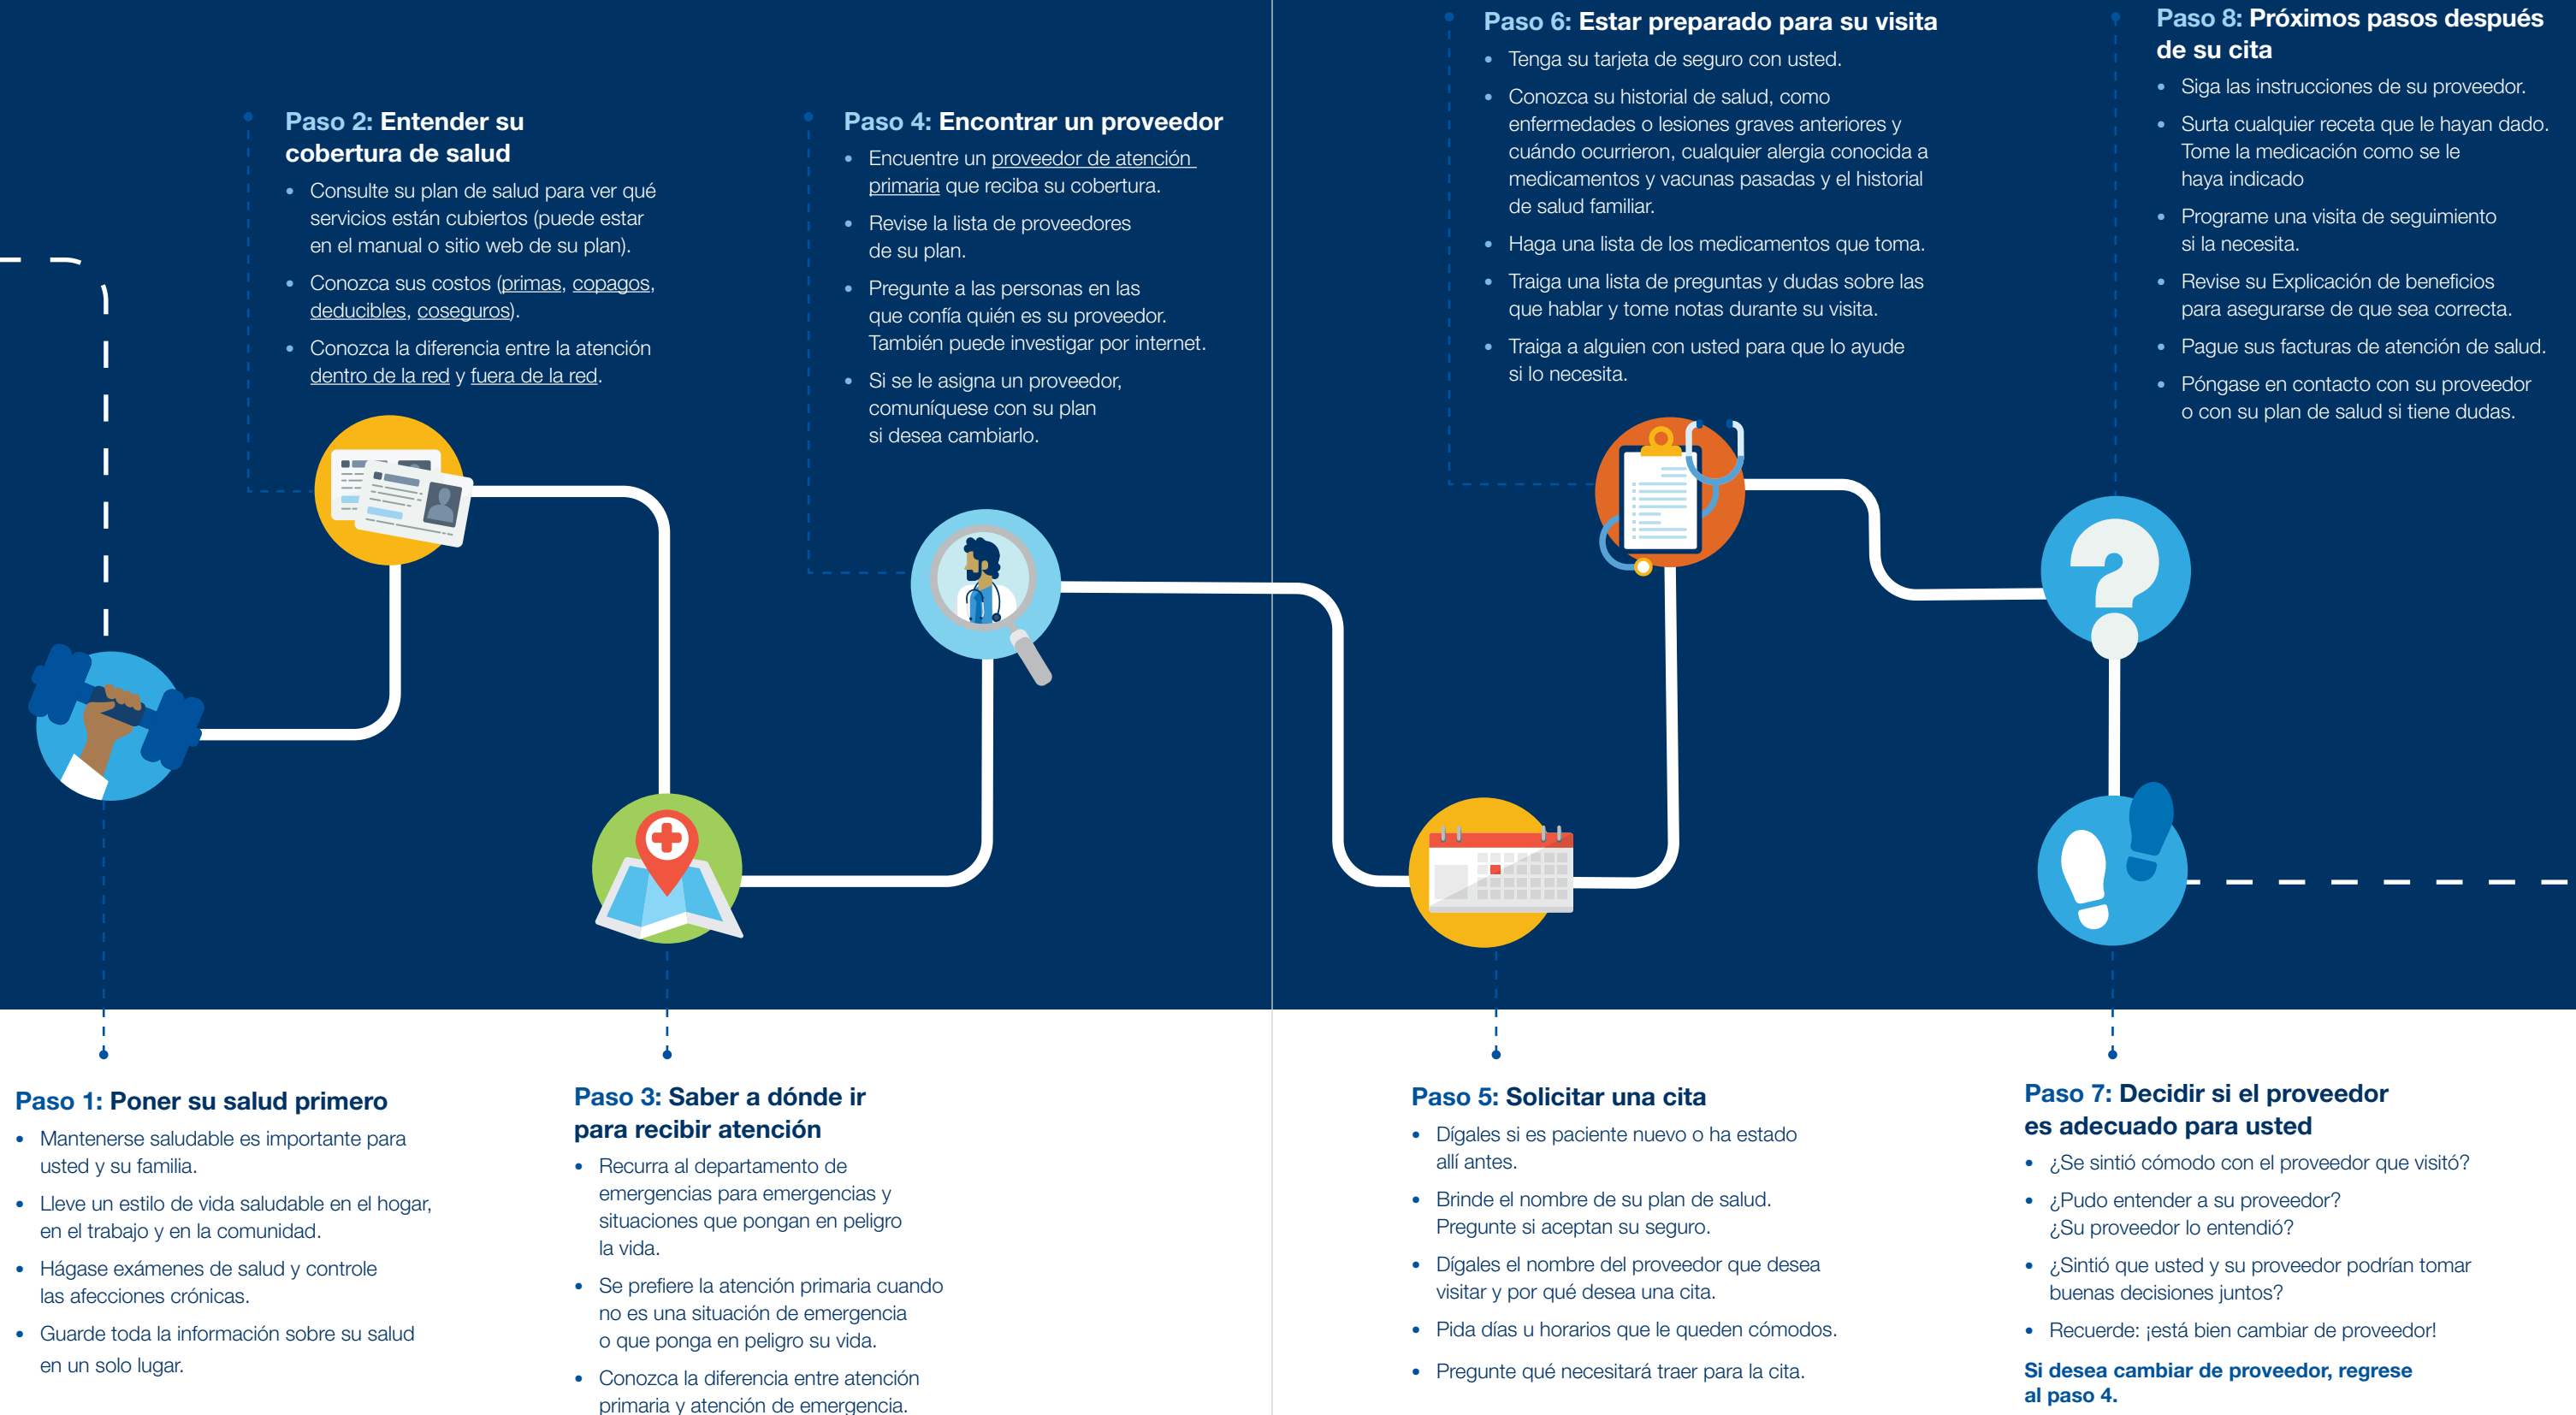 Paso 1: Poner su salud primero
• Mantenerse saludable es importante para
usted y su familia.
• Lleve un estilo de vida saludable en el hogar,
en el trabajo y en la comunidad.
• Hágase exámenes de salud y controle
las afecciones crónicas.
• Guarde toda la información sobre su salud
en un solo lugar.
Paso 2: Entender su
cobertura de salud
• Consulte su plan de salud para ver qué
servicios están cubiertos (puede estar
en el manual o sitio web de su plan).
• Conozca sus costos (primas, copagos,
deducibles, coseguros).
• Conozca la diferencia entre la atención
dentro de la red y fuera de la red.
Paso 3: Saber a dónde ir
para recibir atención
• Recurra al departamento de
emergencias para emergencias y
situaciones que pongan en peligro
la vida.
• Se prefiere la atención primaria cuando
no es una situación de emergencia
o que ponga en peligro su vida.
• Conozca la diferencia entre atención
primaria y atención de emergencia.
Paso 4: Encontrar un proveedor
• Encuentre un proveedor de atención
primaria que reciba su cobertura.
• Revise la lista de proveedores
de su plan.
• Pregunte a las personas en las
que confía quién es su proveedor.
También puede investigar por internet.
• Si se le asigna un proveedor,
comuníquese con su plan
si desea cambiarlo.
Paso 5: Solicitar una cita
• Dígales si es paciente nuevo o ha estado
allí antes.
• Brinde el nombre de su plan de salud.
Pregunte si aceptan su seguro.
• Dígales el nombre del proveedor que desea
visitar y por qué desea una cita.
• Pida días u horarios que le queden cómodos.
• Pregunte qué necesitará traer para la cita.
Paso 6: Estar preparado para su visita
• Tenga su tarjeta de seguro con usted.
• Conozca su historial de salud, como
enfermedades o lesiones graves anteriores y
cuándo ocurrieron, cualquier alergia conocida a
medicamentos y vacunas pasadas y el historial
de salud familiar.
• Haga una lista de los medicamentos que toma.
• Traiga una lista de preguntas y dudas sobre las
que hablar y tome notas durante su visita.
• Traiga a alguien con usted para que lo ayude
si lo necesita.
Paso 7: Decidir si el proveedor
es adecuado para usted
• ¿Se sintió cómodo con el proveedor que visitó?
• ¿Pudo entender a su proveedor?
¿Su proveedor lo entendió?
• ¿Sintió que usted y su proveedor podrían tomar
buenas decisiones juntos?
• Recuerde: ¡está bien cambiar de proveedor!
Si desea cambiar de proveedor, regrese
al paso 4.
Paso 8: Próximos pasos después
de su cita
• Siga las instrucciones de su proveedor.
• Surta cualquier receta que le hayan dado.
Tome la medicación como se le
haya indicado
• Programe una visita de seguimiento
si la necesita.
• Revise su Explicación de beneficios
para asegurarse de que sea correcta.
• Pague sus facturas de atención de salud.
• Póngase en contacto con su proveedor
o con su plan de salud si tiene dudas.